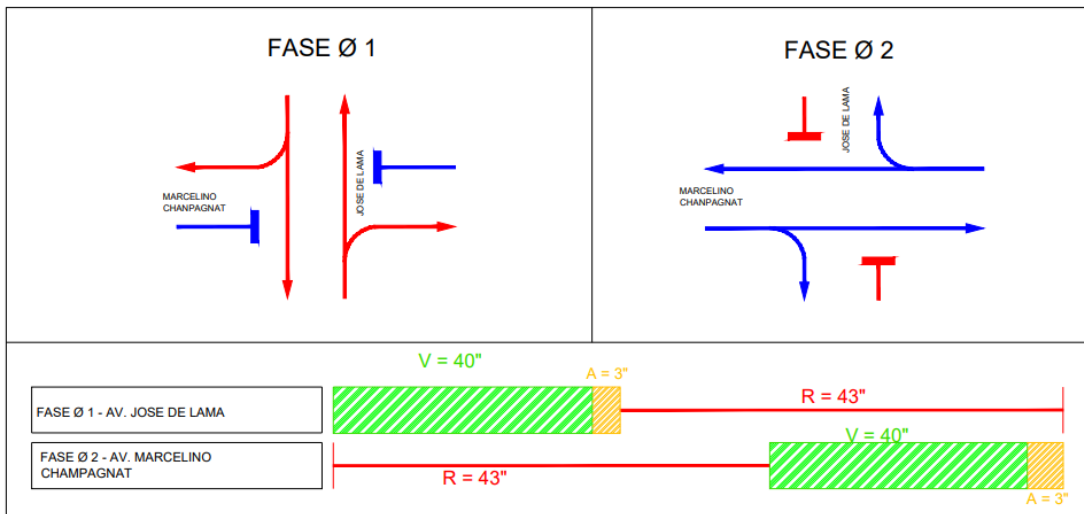 FASE Ø 1
JOSE DE LAMA
MARCELINO
CHANPAGNAT
FASE Ø 2
JOSE DE LAMA
MARCELINO
CHANPAGNAT
V = 40"
A = 3"
FASE Ø 1 - AV. JOSE DE LAMA
R = 43"
FASE Ø 2 - AV. MARCELINO
CHAMPAGNAT
R = 43"
V = 40"
A = 3"